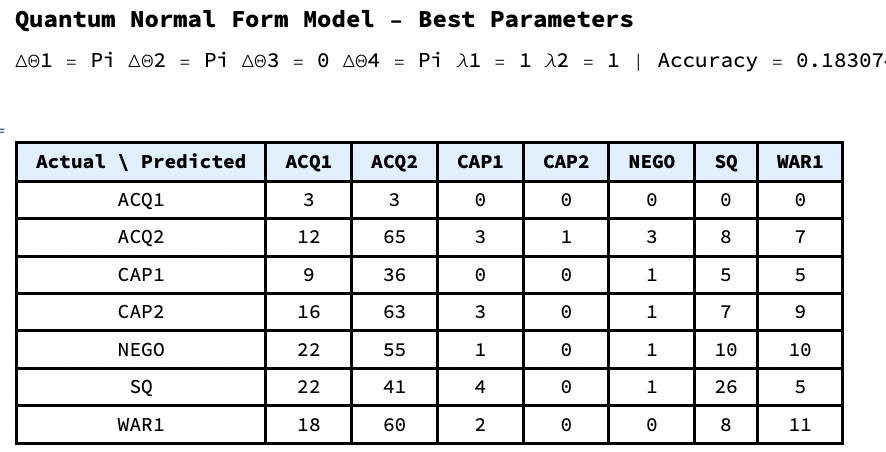 Quantum Normal Form Model – Best Parameters
ΔΘ1 = Pi ΔΘ2 = Pi ΔΘ3 = 0 ΔΘ4 = Pi λ1 = 1 λ2 = 1 | Accuracy = 0.18307
=
Actual \ Predicted ACQ1 ACQ2 CAP1 CAP2 NEGO SQ WAR1
ACQ1 3 3 0 0 0 0 0
ACQ2 12 65 3 1 3 8 7
CAP1 9 36 0 0 1 5 5
CAP2 16 63 3 0 1 7 9
NEGO 22 55 1 0 1 10 10
SQ 22 41 4 0 1 26 5
WAR1 18 60 2 0 0 8 11